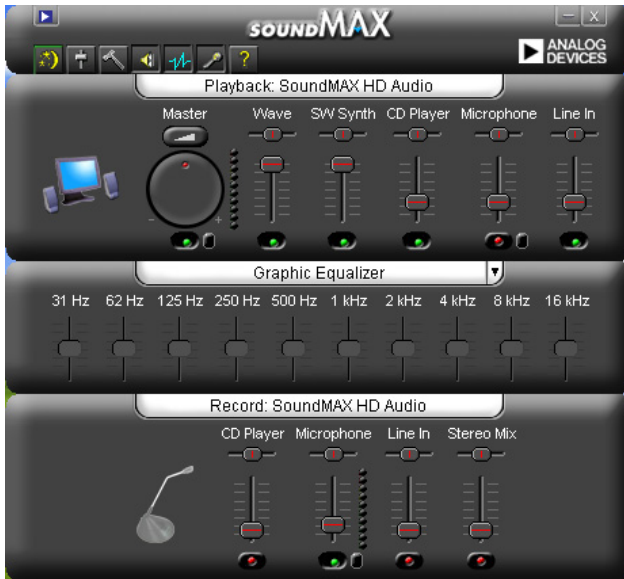 SOUNDMAX
ANALOG
DEVICES
?
Playback: SoundMAX HD Audio
Master Wave SW Synth CD Player Microphone Line In
- +
Graphic Equalizer
31 Hz 62 Hz 125 Hz 250 Hz 500 Hz 1 kHz 2 kHz 4 kHz 8 kHz 16 kHz
Record: SoundMAX HD Audio
CD Player Microphone Line In Stereo Mix